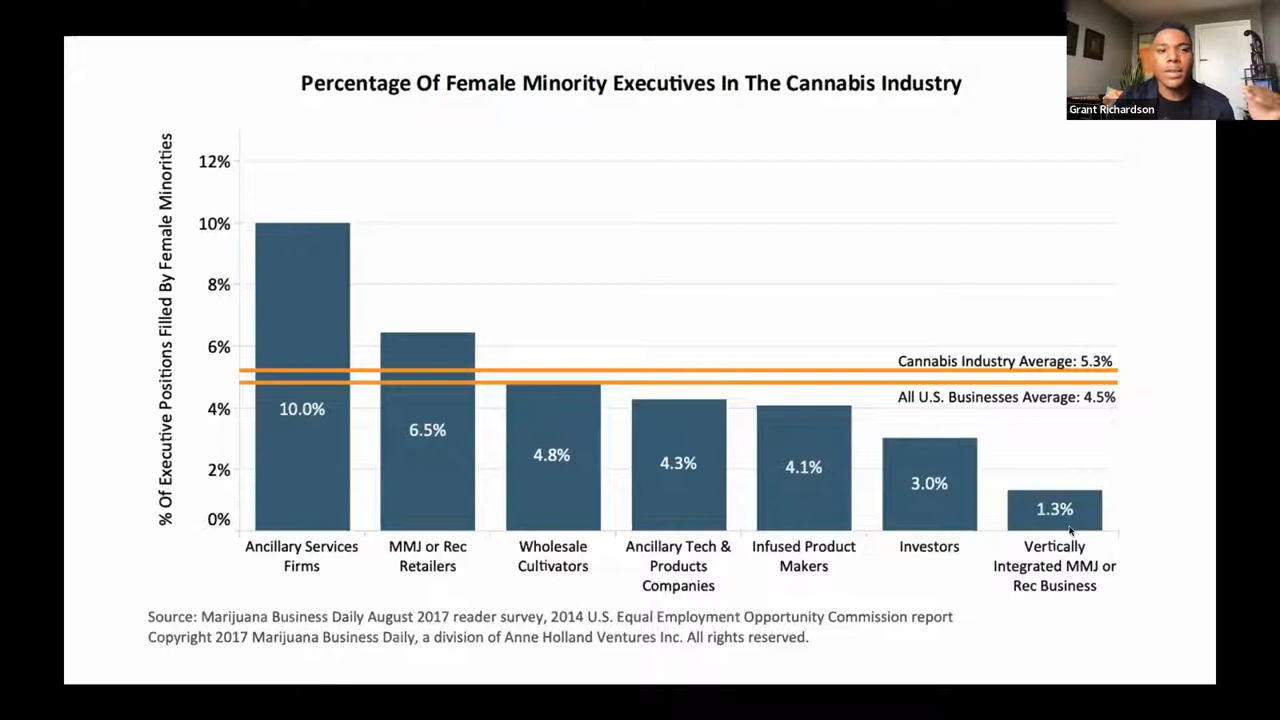 Percentage Of Female Minority Executives In The Cannabis Industry
Grant Richardson
% Of Executive Positions Filled By Female Minorities
12%
10%
8%
6%
4%
2%
0%
Cannabis Industry Average: 5.3%
All U.S. Businesses Average: 4.5%
10.0%
6.5%
4.8%
4.3%
4.1%
3.0%
1.3%
Ancillary Services
Firms
MMJ or Rec
Retailers
Wholesale
Cultivators
Ancillary Tech &
Products
Companies
Infused Product
Makers
Investors
Vertically
Integrated MMJ or
Rec Business
Source: Marijuana Business Daily August 2017 reader survey, 2014 U.S. Equal Employment Opportunity Commission report
Copyright 2017 Marijuana Business Daily, a division of Anne Holland Ventures Inc. All rights reserved.